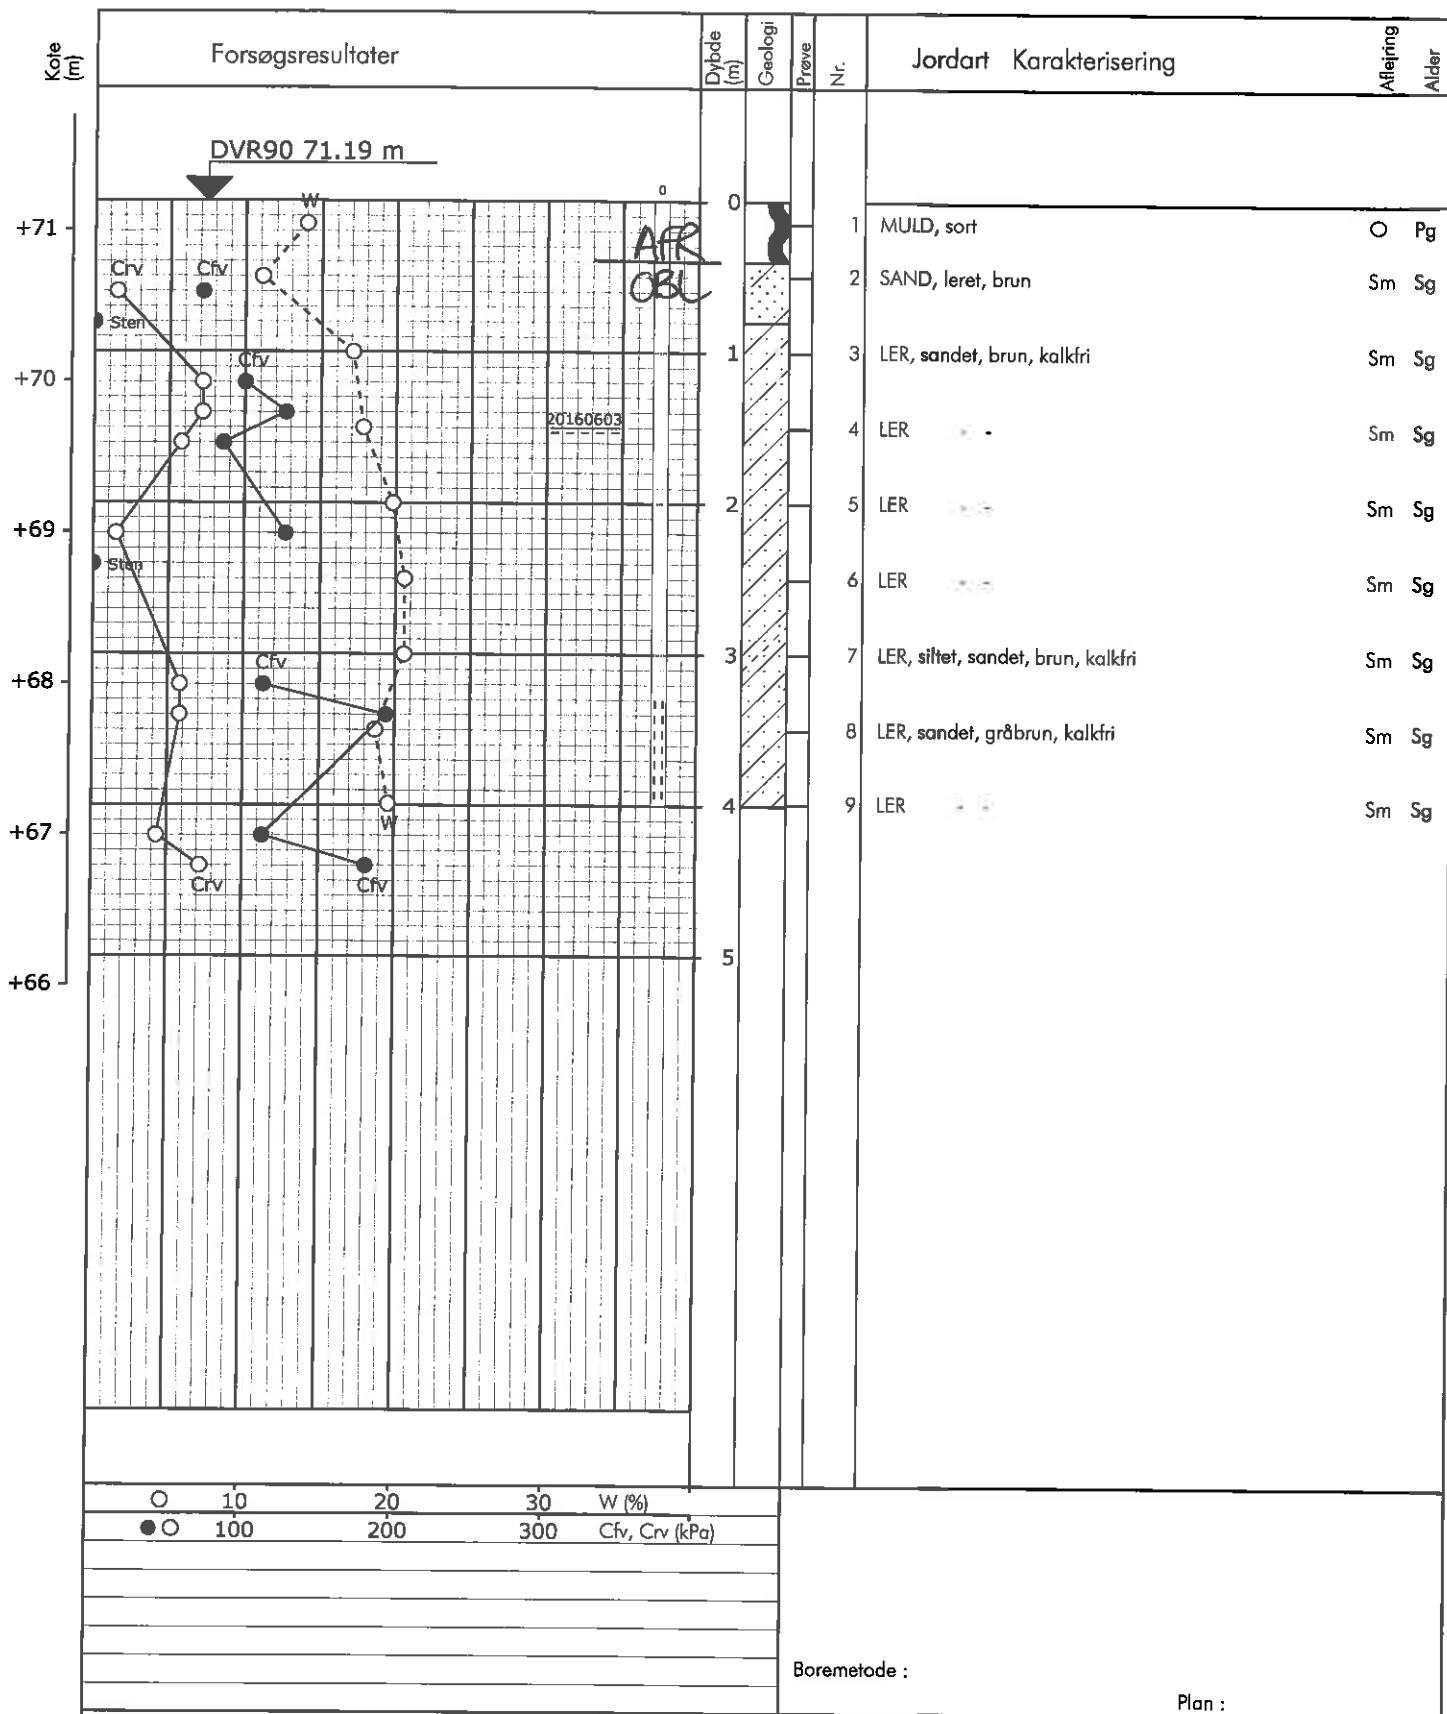 Kote (m) Forsøgsresultater Dybde (m) Geologi Prøve Nr. Jordart Karakterisering Aflejring Alder
DVR90 71.19 m
W 0 0
+71 AFR 1 MULD, sort O Pg
Crv Cfv OBL 2 SAND, leret, brun Sm Sg
Sten
Cfv 1 3 LER, sandet, brun, kalkfri Sm Sg
+70
20160603 4 LER Sm Sg
2 5 LER Sm Sg
+69
Sten 6 LER Sm Sg
Cfv 3 7 LER, siltet, sandet, brun, kalkfri Sm Sg
+68
8 LER, sandet, gråbrun, kalkfri Sm Sg
4 9 LER Sm Sg
W
+67
Crv Cfv
5
+66
10 20 30 W (%)
100 200 300 Cfv, Crv (kPa)
Boremetode :
Plan :